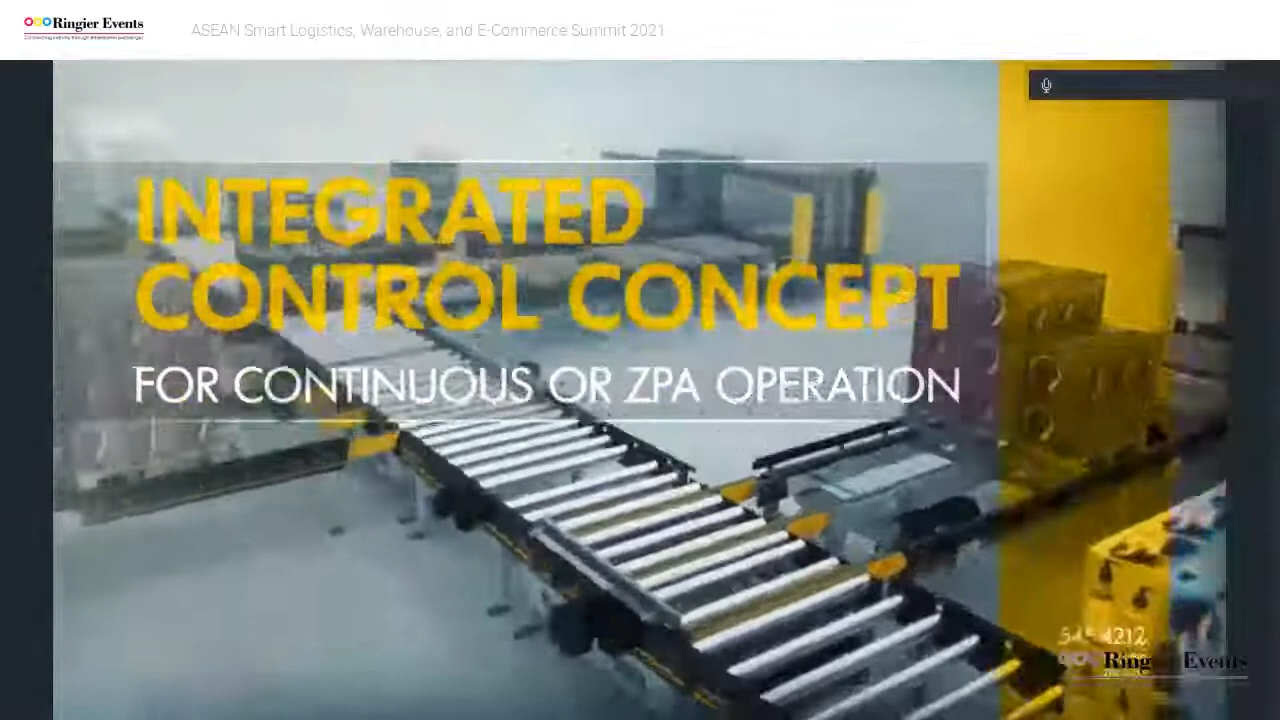 Ringier Events
ASEAN Smart Logistics, Warehouse, and E-Commerce Summit 2021
INTEGRATED
CONTROL CONCEPT
FOR CONTINUOUS OR ZPA OPERATION
4212
Ringier Events